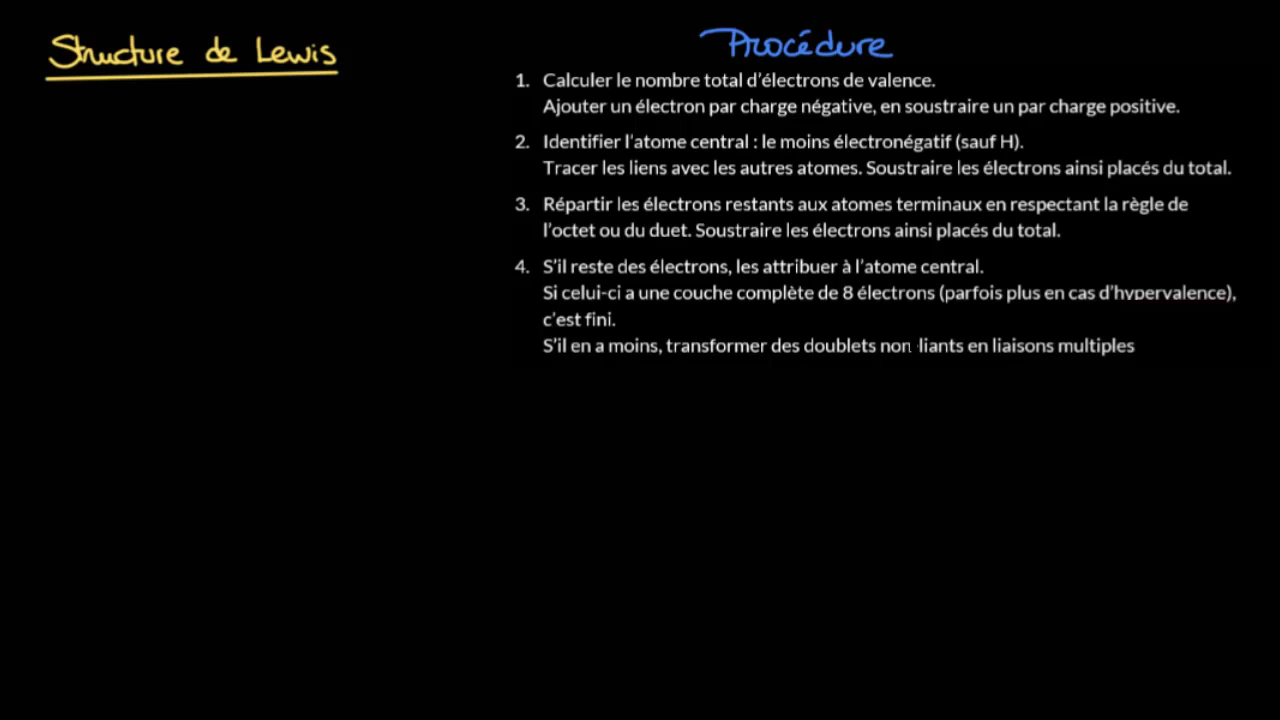 Structure de Lewis
Procédure
1. Calculer le nombre total d'électrons de valence.
Ajouter un électron par charge négative, en soustraire un par charge positive.
2. Identifier l'atome central : le moins électronégatif (sauf H).
Tracer les liens avec les autres atomes. Soustraire les électrons ainsi placés du total.
3. Répartir les électrons restants aux atomes terminaux en respectant la règle de
l'octet ou du duet. Soustraire les électrons ainsi placés du total.
4. S'il reste des électrons, les attribuer à l'atome central.
Si celui-ci a une couche complète de 8 électrons (parfois plus en cas d'hypervalence),
c'est fini.
S'il en a moins, transformer des doublets non liants en liaisons multiples